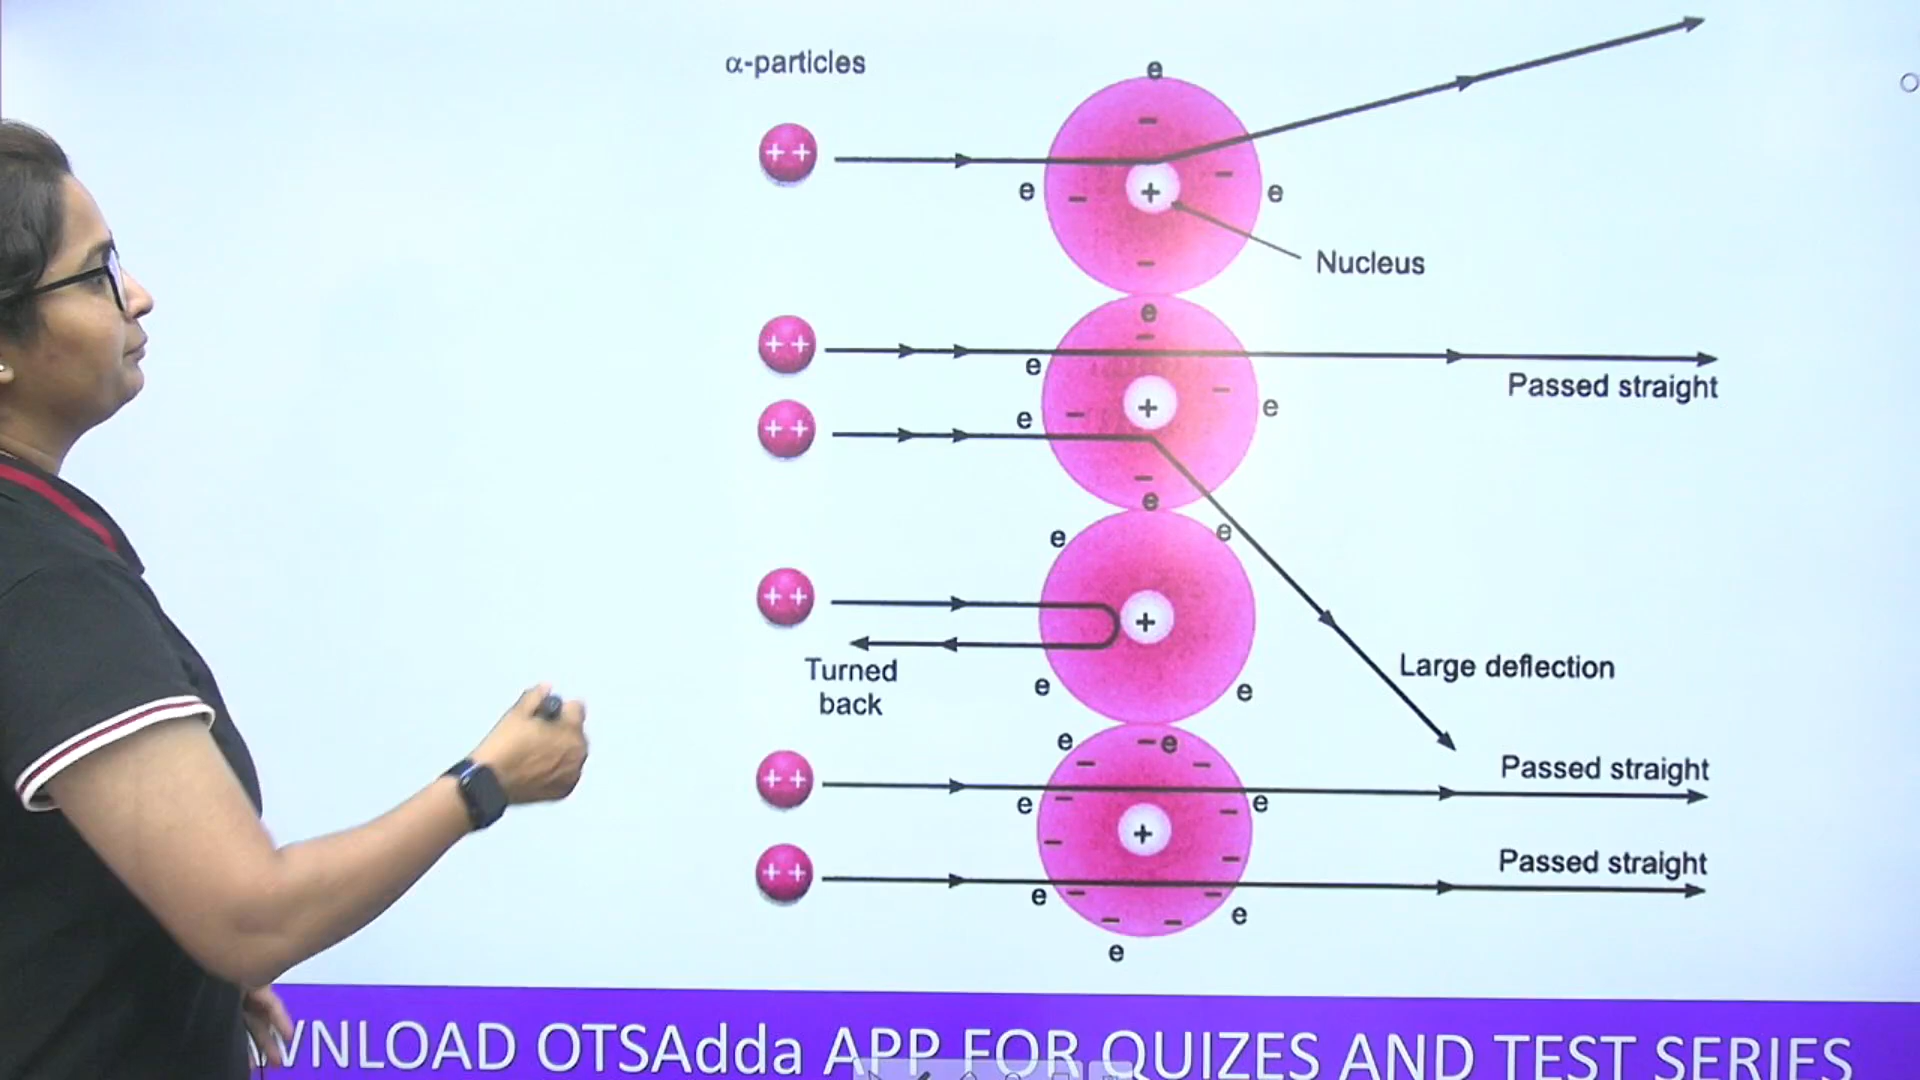 α-particles
e
−
+ +
e
−
+
−
e
−
Nucleus
e
−
+ +
e
Passed straight
−
e
+ +
e
−
+
−
e
e
e
+ +
+
Turned
back
e
e
Large deflection
e
− e
−
−
Passed straight
+ +
e
−
−
e
−
+
−
Passed straight
+ +
e
−
−
e
−
−
e
WNLOAD OTSAdda APP FOR QUIZES AND TEST SERIES